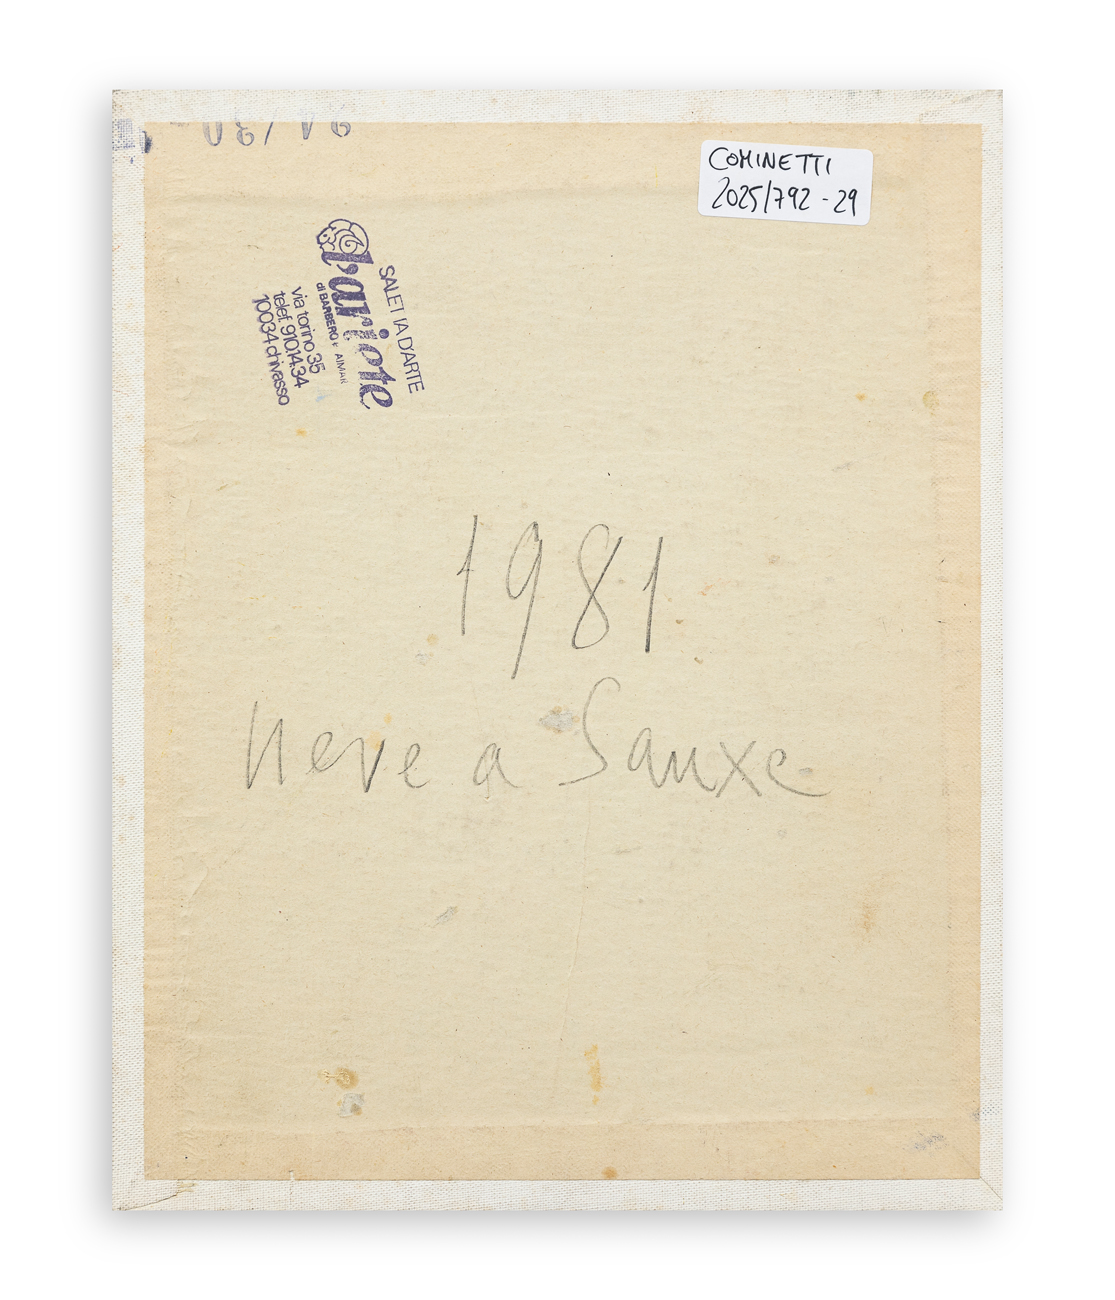 COMINETTI
2025/792 - 29
SALETTA D'ARTE
l'ariete
di BARBERO e AIMAR
via torino 35
telef. 9101434
10034 chivasso
1981
neve a Sauxe